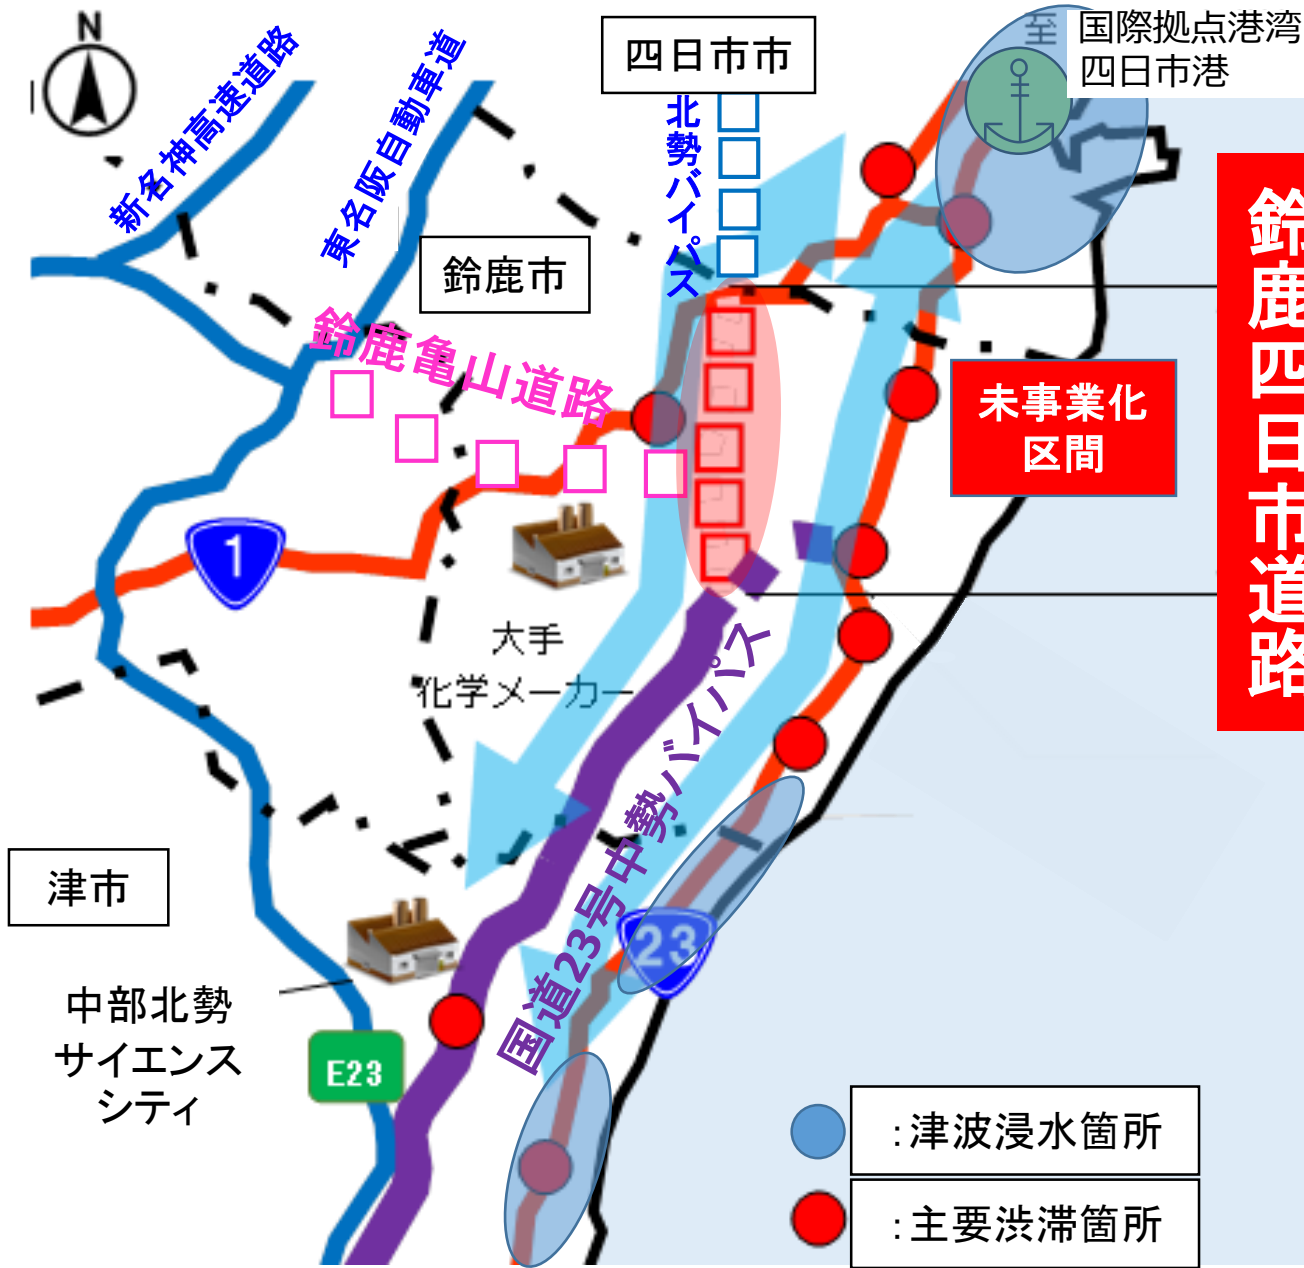 N
新名神高速道路
東名阪自動車道
四日市市
北勢バイパス
至
国際拠点港湾
四日市港
鈴鹿市
鈴鹿亀山道路
未事業化
区間
鈴鹿四日市道路
1
大手
化学メーカー
国道23号中勢バイパス
津市
23
中部北勢
サイエンス
シティ
E23
:津波浸水箇所
:主要渋滞箇所